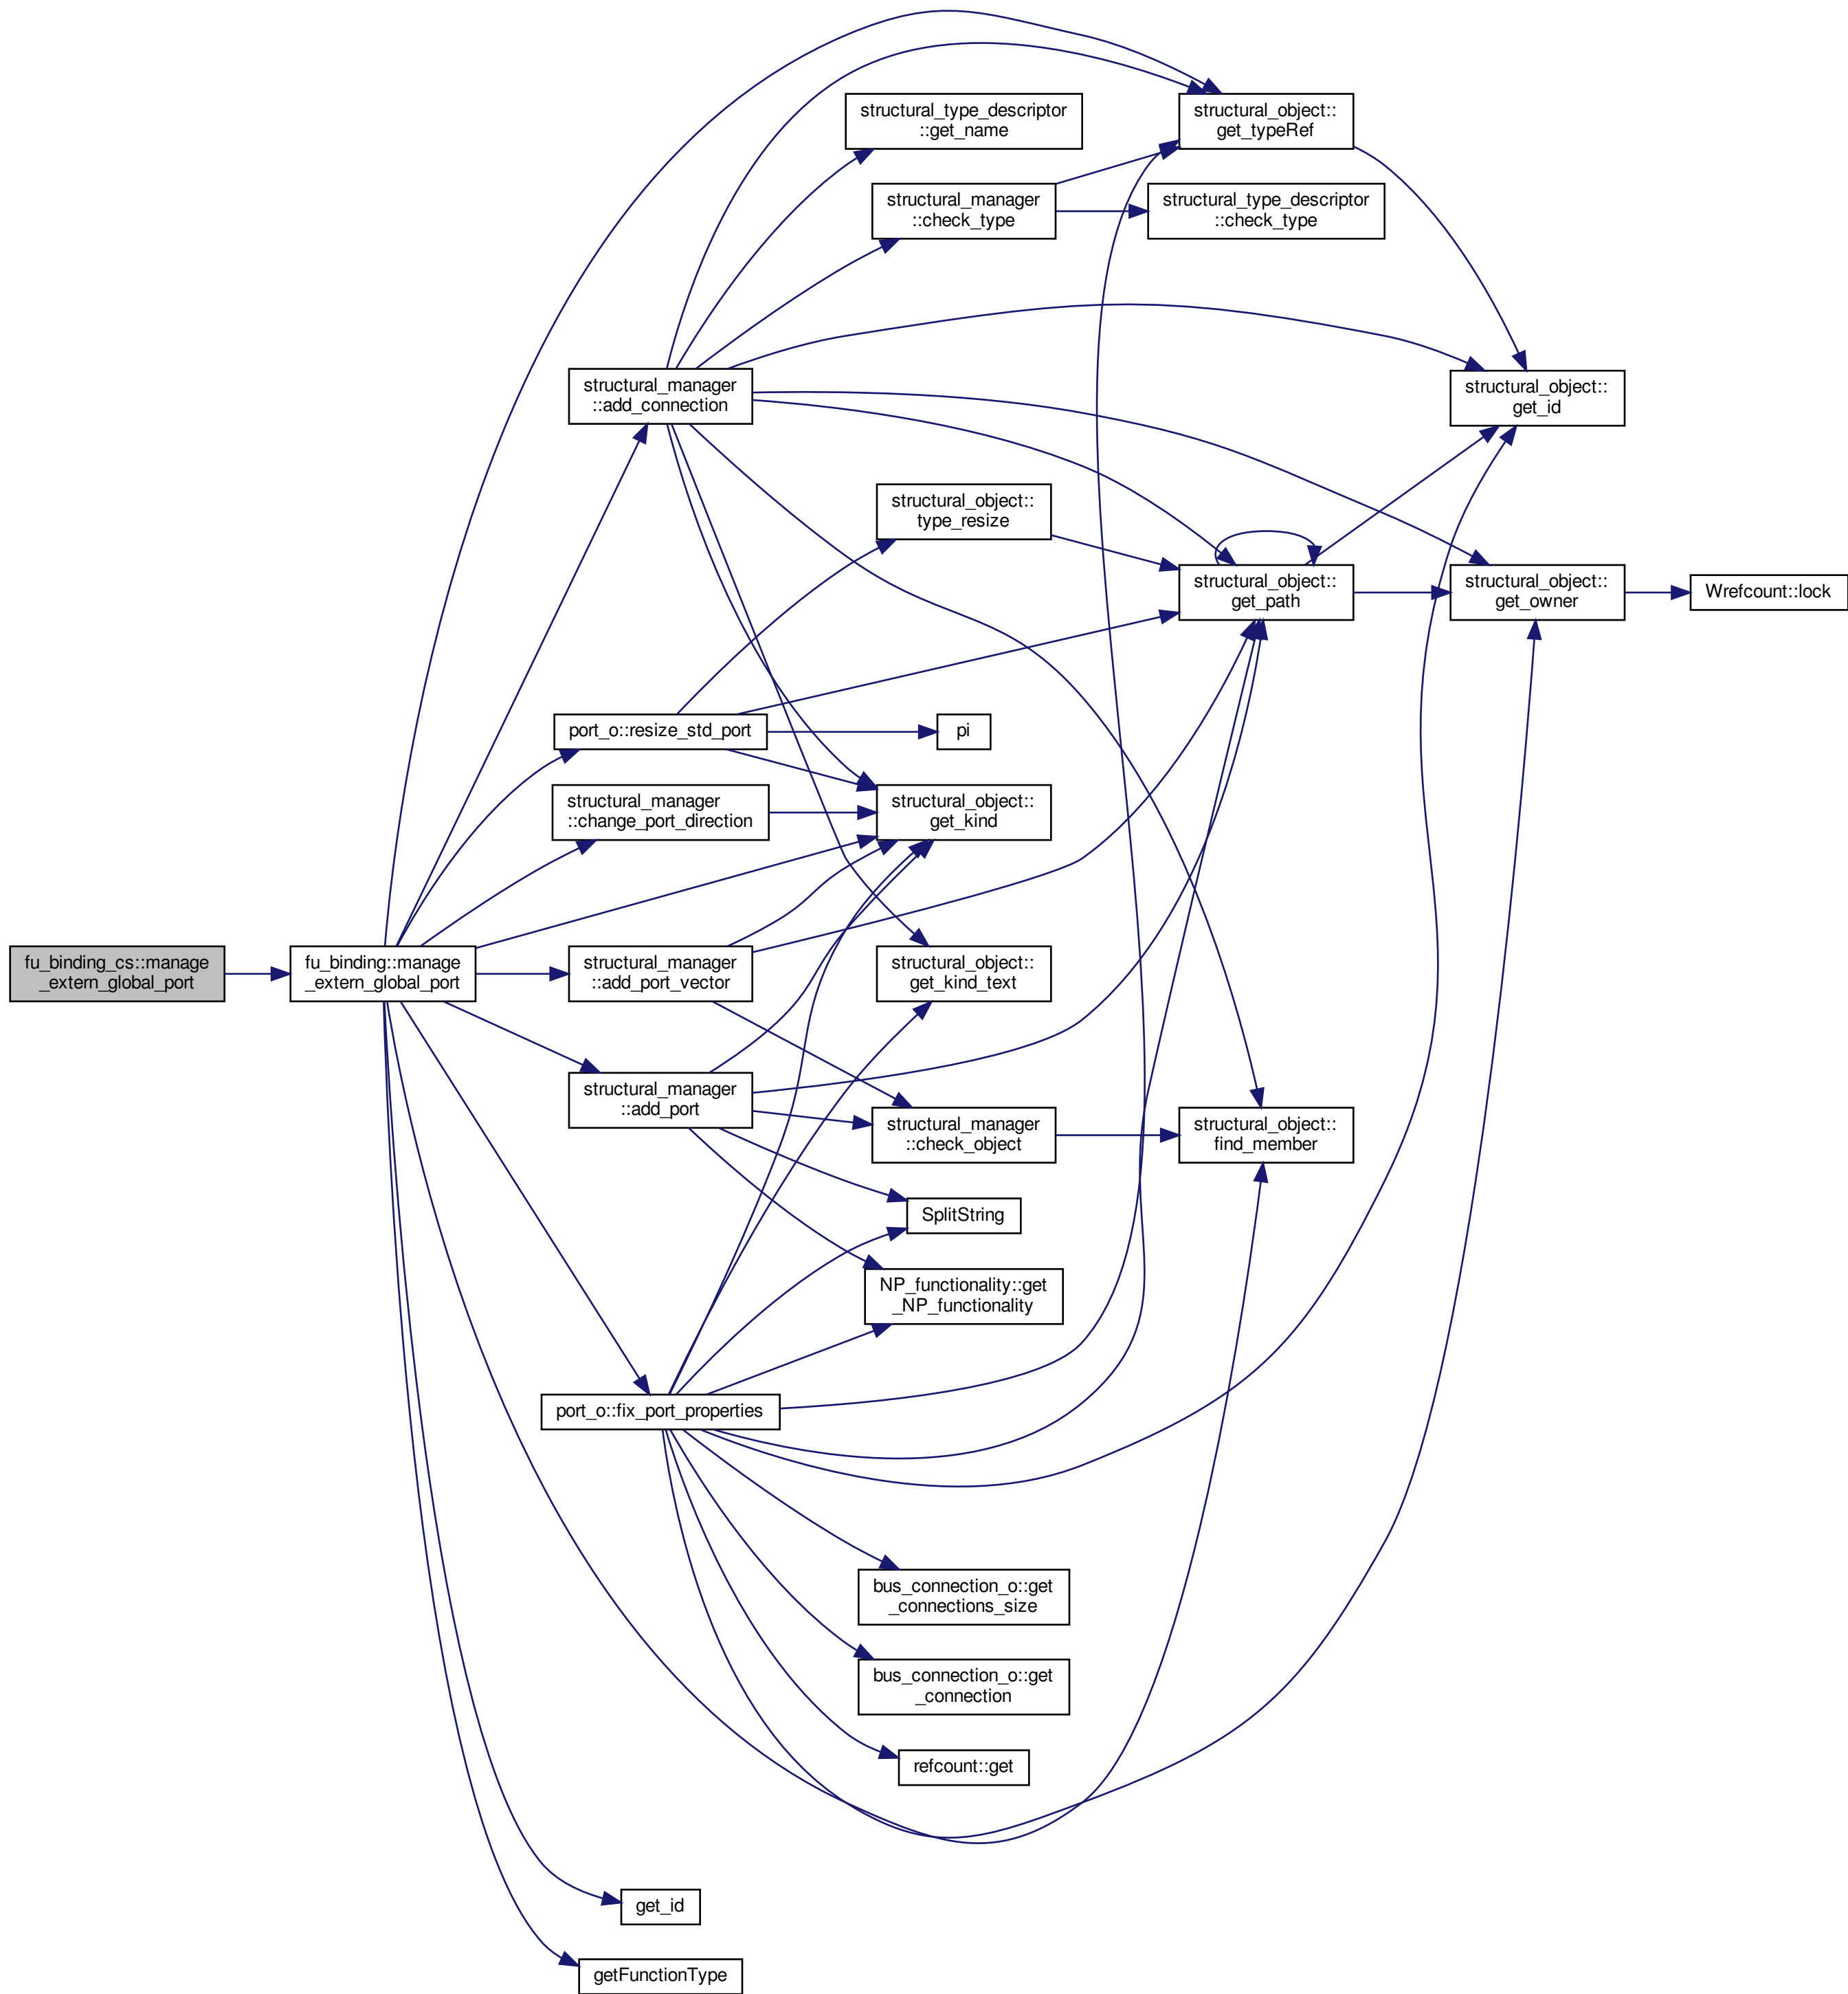 structural_object::
get_typeRef
structural_type_descriptor
::get_name
structural_manager
::check_type
structural_type_descriptor
::check_type
structural_manager
::add_connection
structural_object::
get_id
structural_object::
type_resize
structural_object::
get_path
structural_object::
get_owner
Wrefcount::lock
port_o::resize_std_port
pi
structural_manager
::change_port_direction
structural_object::
get_kind
fu_binding_cs::manage
_extern_global_port
fu_binding::manage
_extern_global_port
structural_manager
::add_port_vector
structural_object::
get_kind_text
structural_manager
::add_port
structural_manager
::check_object
structural_object::
find_member
SplitString
NP_functionality::get
_NP_functionality
port_o::fix_port_properties
bus_connection_o::get
_connections_size
bus_connection_o::get
_connection
refcount::get
get_id
getFunctionType